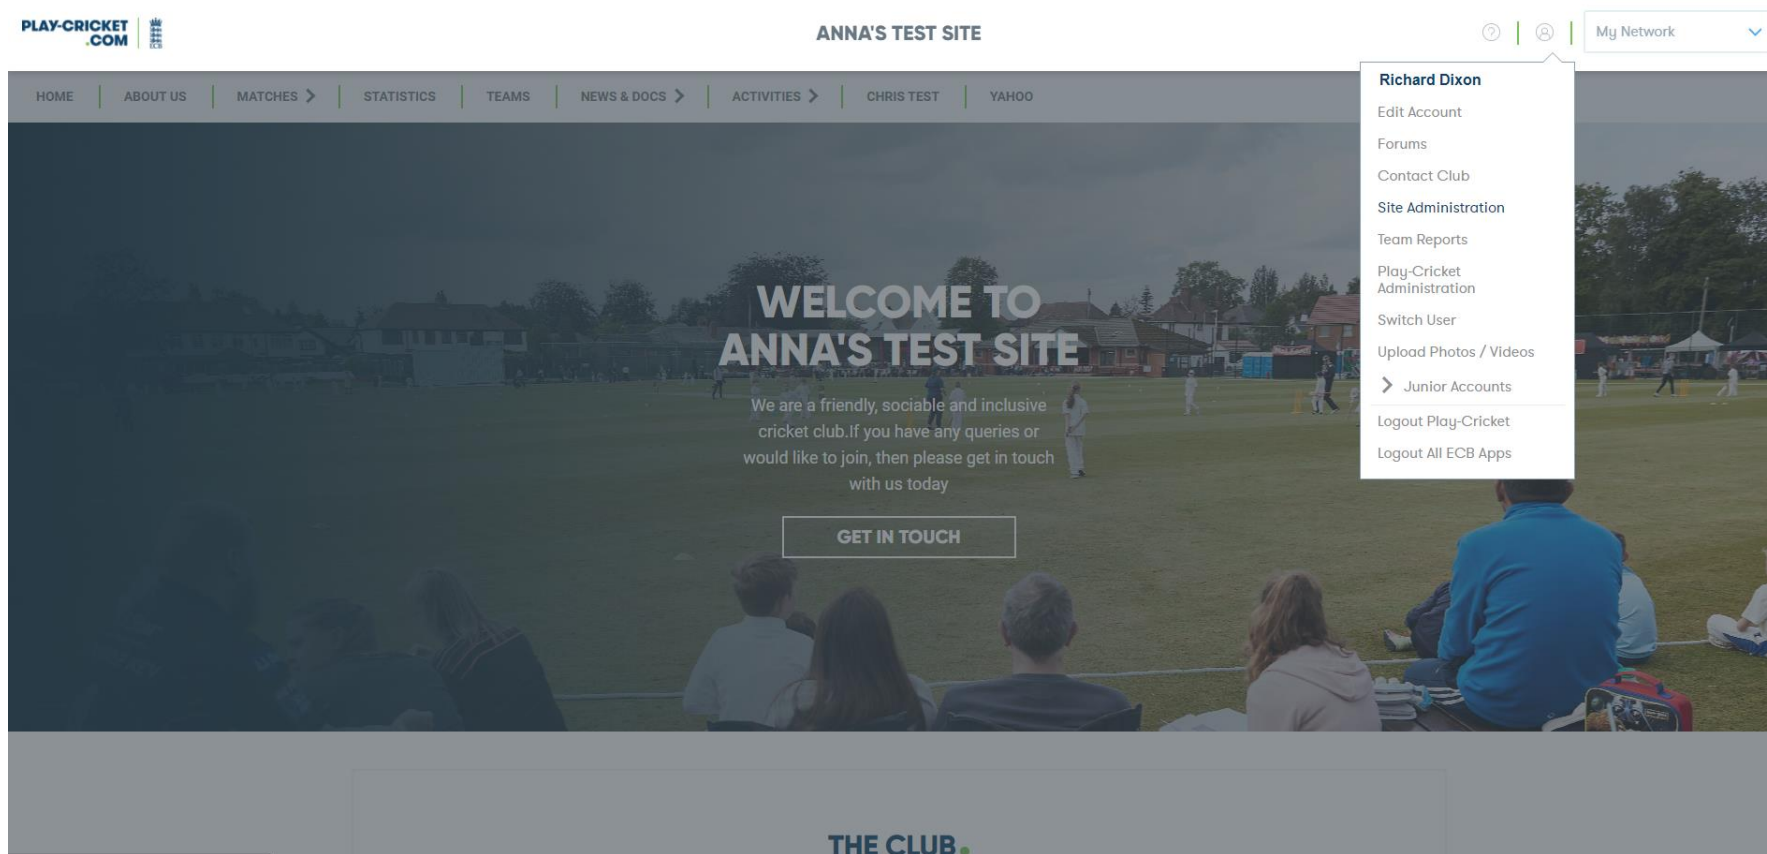 PLAY-CRICKET
.COM
ANNA'S TEST SITE
My Network
HOME
ABOUT US
MATCHES
STATISTICS
TEAMS
NEWS & DOCS
ACTIVITIES
CHRIS TEST
YAHOO
Richard Dixon
Edit Account
Forums
Contact Club
Site Administration
Team Reports
Play-Cricket
Administration
Switch User
Upload Photos / Videos
Junior Accounts
Logout Play-Cricket
Logout All ECB Apps
WELCOME TO
ANNA'S TEST SITE
We are a friendly, sociable and inclusive
cricket club.If you have any queries or
would like to join, then please get in touch
with us today
GET IN TOUCH
THE CLUB.